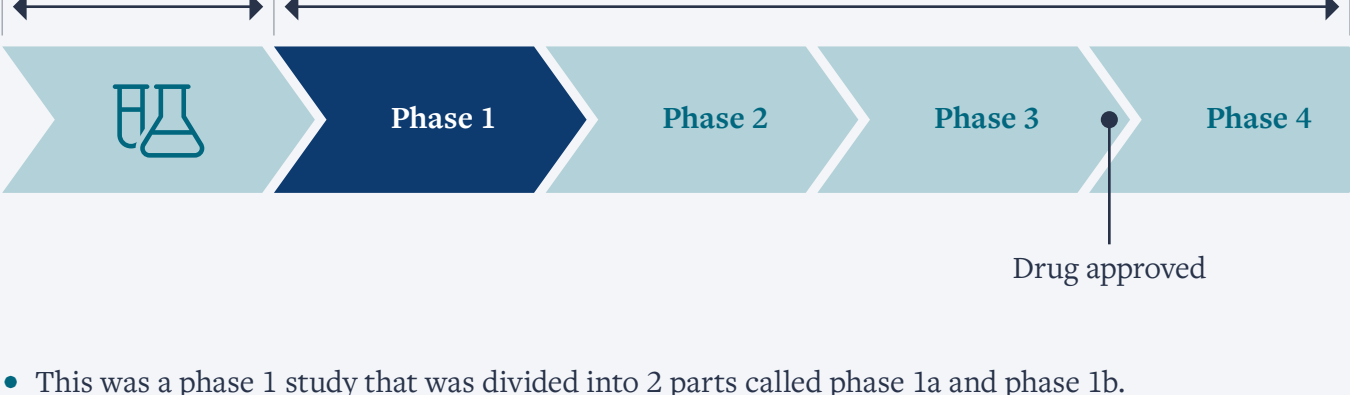 Phase 1
Phase 2
Phase 3
Phase 4
Drug approved
• This was a phase 1 study that was divided into 2 parts called phase 1a and phase 1b.